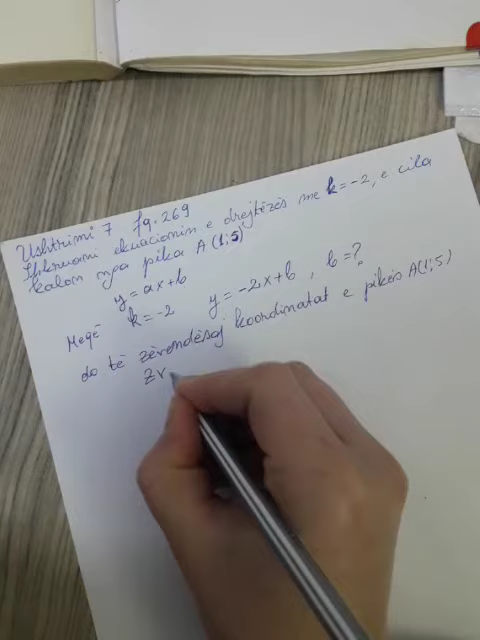 Ushtrimi 7 fq. 269
Shkruani ekuacionin e drejtëzës me k = -2, e cila
kalon nga pika A (1;5)
y = ax + b
Meqë k = -2 y = -2x + b, b = ?
do të zëvendësoj koordinatat e pikës A(1;5)
zv